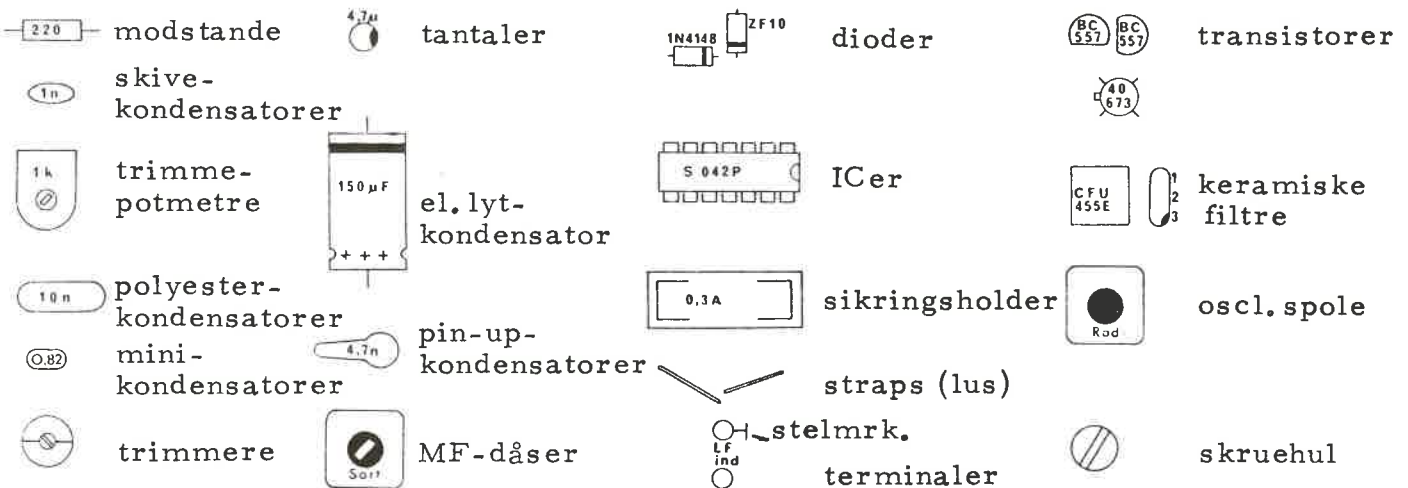 220 modstande
1n skive-
kondensatorer
1k trimme-
potmetre
10n polyester-
kondensatorer
0.82 mini-
kondensatorer
trimmere
4,7µ tantaler
150µF
+ + +
el.lyt-
kondensator
4,7n pin-up-
kondensatorer
Sort MF-dåser
1N4148 ZF10 dioder
S 042P ICer
0,3A sikringsholder
straps (lus)
stelmrk.
LF
ind
terminaler
BC
557
BC
557
transistorer
40
673
CFU
455E
1
2
3
keramiske
filtre
Rød
oscl.spole
skruehul